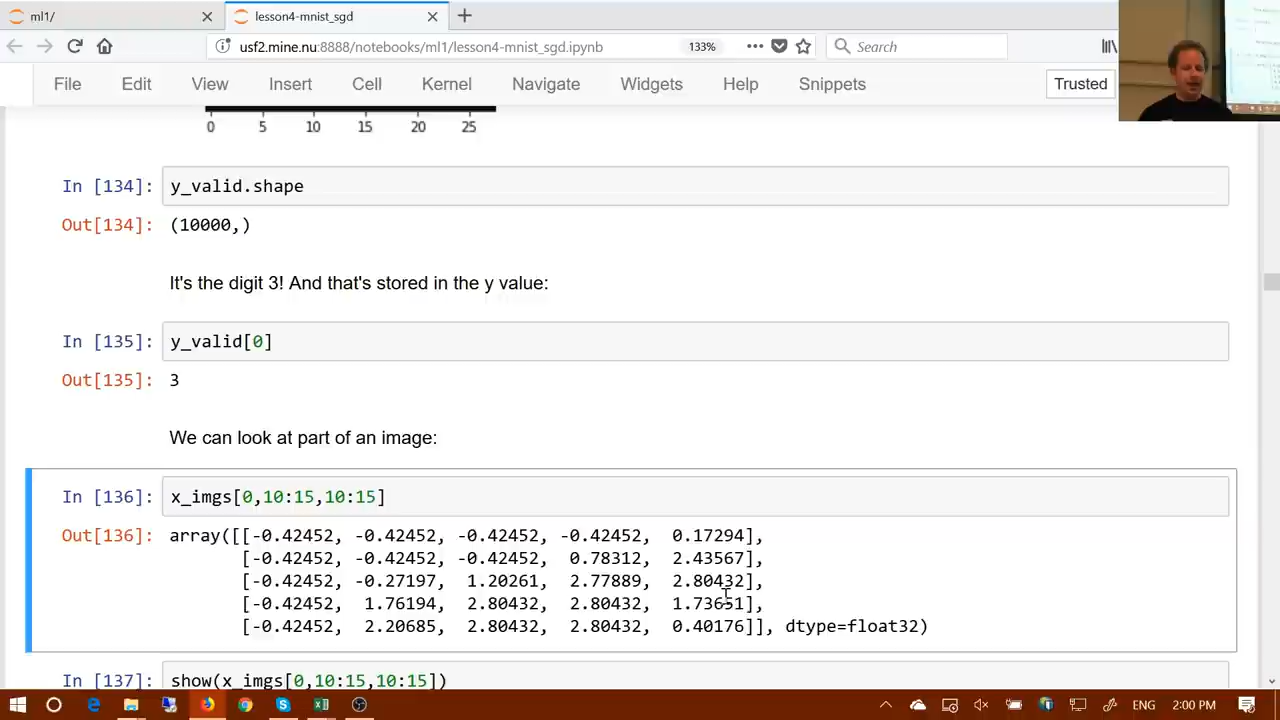 ml1/
lesson4-mnist_sgd
usf2.mine.nu:8888/notebooks/ml1/lesson4-mnist_sgd.ipynb
133%
Search
File Edit View Insert Cell Kernel Navigate Widgets Help Snippets
Trusted
0 5 10 15 20 25
In [134]: y_valid.shape
Out[134]: (10000,)
It's the digit 3! And that's stored in the y value:
In [135]: y_valid[0]
Out[135]: 3
We can look at part of an image:
In [136]: x_imgs[0,10:15,10:15]
Out[136]: array([[-0.42452, -0.42452, -0.42452, -0.42452, 0.17294],
[-0.42452, -0.42452, -0.42452, 0.78312, 2.43567],
[-0.42452, -0.27197, 1.20261, 2.77889, 2.80432],
[-0.42452, 1.76194, 2.80432, 2.80432, 1.73651],
[-0.42452, 2.20685, 2.80432, 2.80432, 0.40176]], dtype=float32)
In [137]: show(x_imgs[0,10:15,10:15])
ENG 2:00 PM